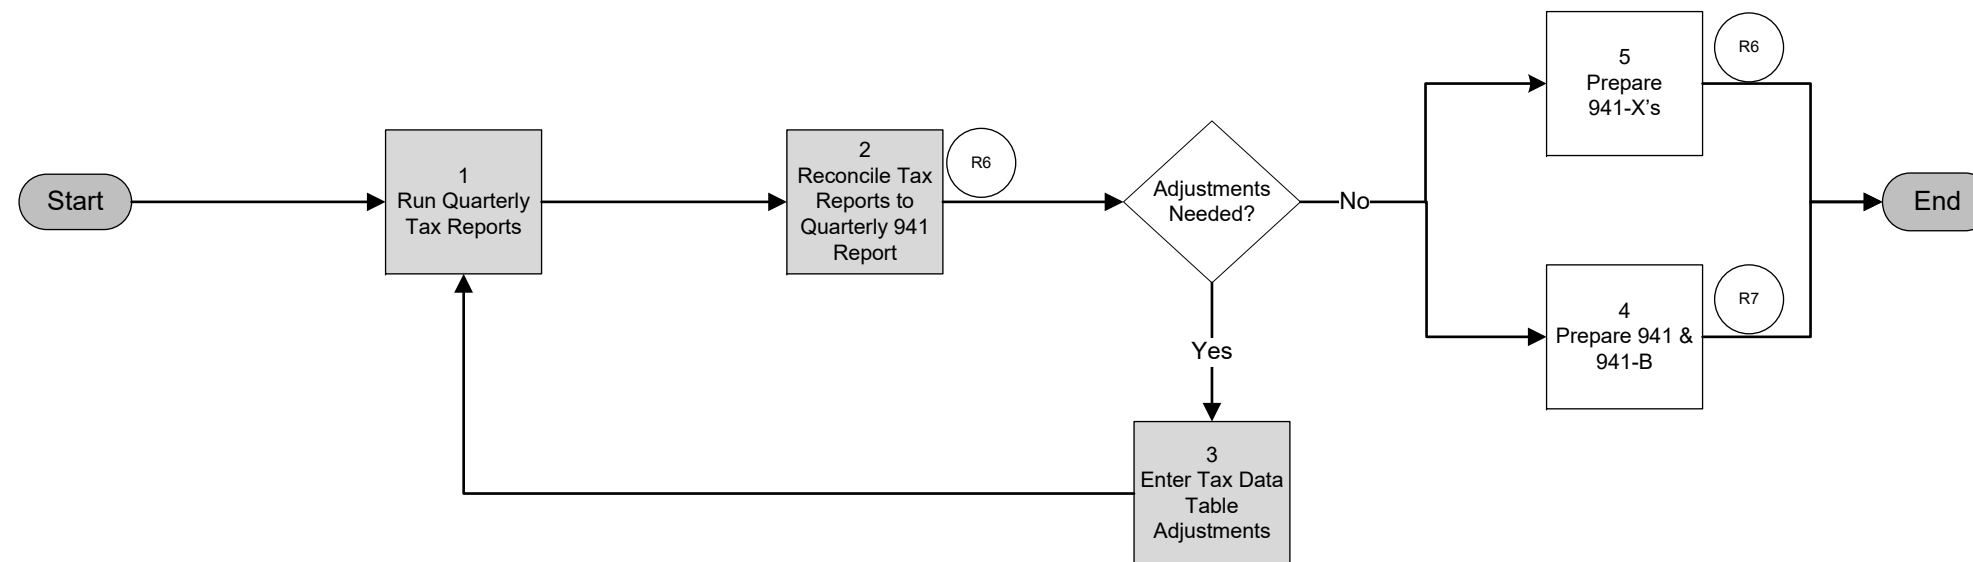 Start
1
Run Quarterly
Tax Reports
2
Reconcile Tax
Reports to
Quarterly 941
Report
R6
Adjustments
Needed?
No
Yes
3
Enter Tax Data
Table
Adjustments
5
Prepare
941-X’s
R6
4
Prepare 941 &
941-B
R7
End